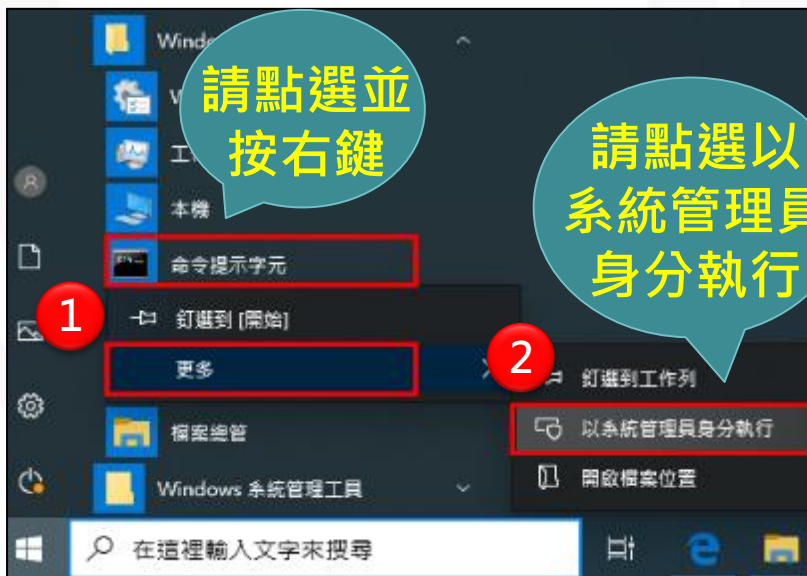 Windo
請點選並
按右鍵
本機
命令提示字元
1
釘選到 [開始]
更多
檔案總管
Windows 系統管理工具
在這裡輸入文字來搜尋
請點選以
系統管理員
身分執行
2
釘選到工作列
以系統管理員身分執行
開啟檔案位置